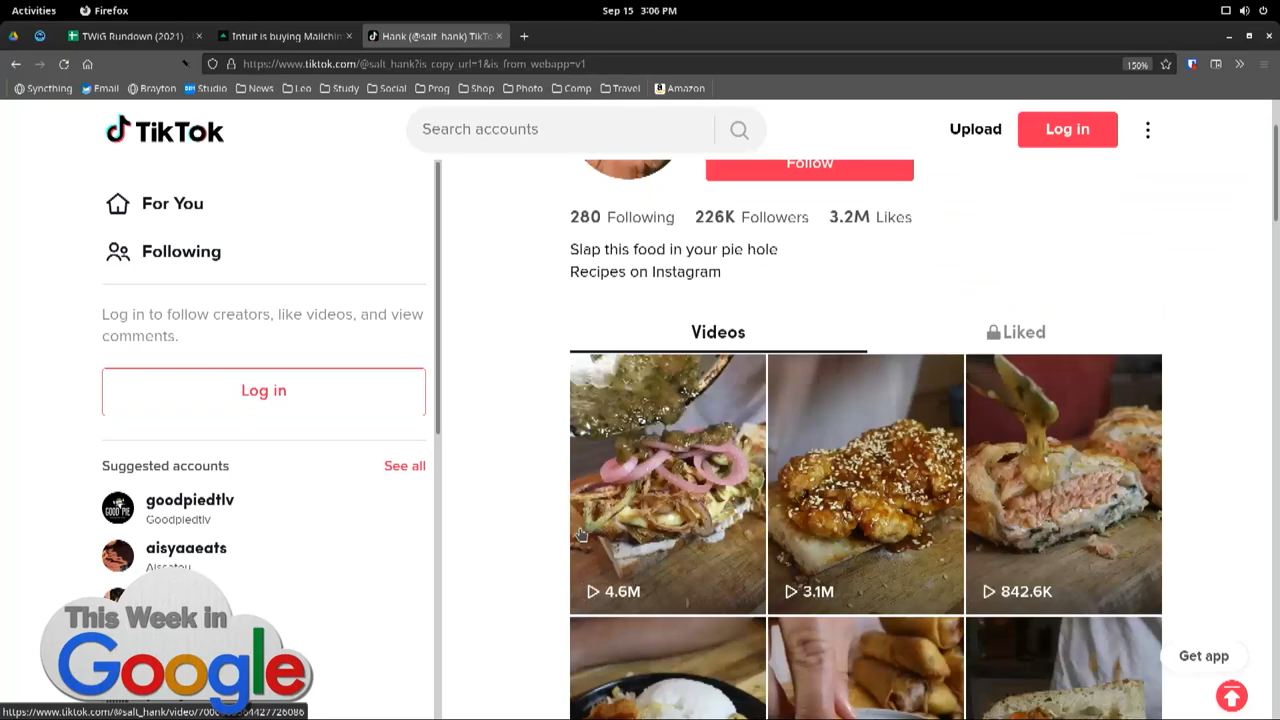 Activities Firefox Sep 15 3:06 PM
TWiG Rundown (2021) - Intuit is buying Mailchim Hank (@salt_hank) TikTo
https://www.tiktok.com/@salt_hank?is_copy_url=1&is_from_webapp=v1 150%
Syncthing Email Brayton Studio News Leo Study Social Prog Shop Photo Comp Travel Amazon
TikTok Search accounts Upload Log in
Follow
For You
Following
280 Following 226K Followers 3.2M Likes
Slap this food in your pie hole
Recipes on Instagram
Log in to follow creators, like videos, and view
comments.
Log in
Videos Liked
Suggested accounts See all
goodpiedtlv
Goodpiedtlv
aisyaaeats
4.6M 3.1M 842.6K
This Week in
Google
Get app